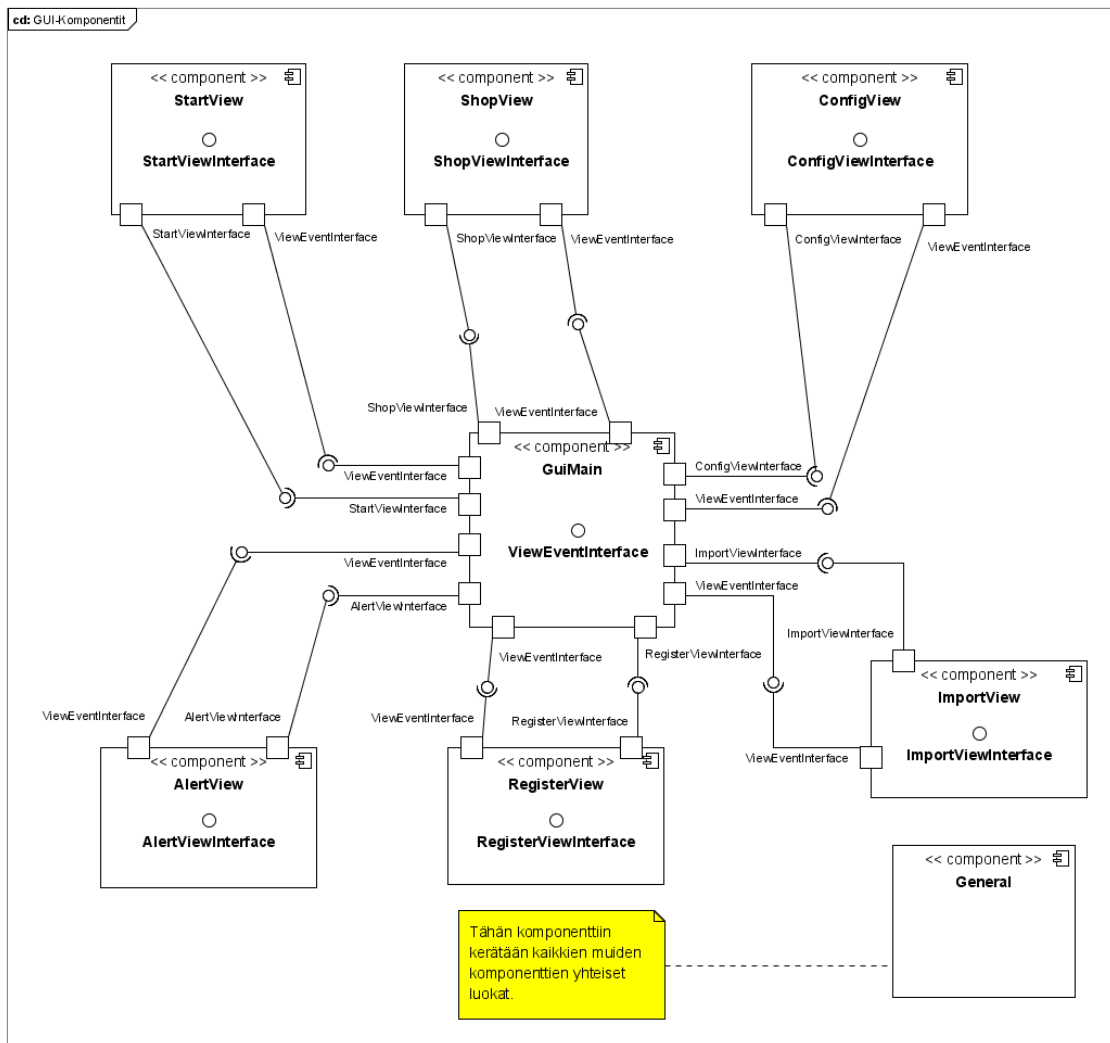 cd: GUI-Komponentit
<< component >>
StartView
StartViewInterface
<< component >>
ShopView
ShopViewInterface
<< component >>
ConfigView
ConfigViewInterface
StartViewInterface
ViewEventInterface
ShopViewInterface
ViewEventInterface
ConfigViewInterface
ViewEventInterface
ShopViewInterface
ViewEventInterface
<< component >>
GuiMain
ViewEventInterface
ViewEventInterface
StartViewInterface
ViewEventInterface
AlertViewInterface
ConfigViewInterface
ViewEventInterface
ImportViewInterface
ViewEventInterface
ViewEventInterface
RegisterViewInterface
ImportViewInterface
ViewEventInterface
<< component >>
ImportView
ImportViewInterface
ViewEventInterface
AlertViewInterface
<< component >>
AlertView
AlertViewInterface
ViewEventInterface
RegisterViewInterface
<< component >>
RegisterView
RegisterViewInterface
<< component >>
General
Tähän komponenttiin
kerätään kaikkien muiden
komponenttien yhteiset
luokat.